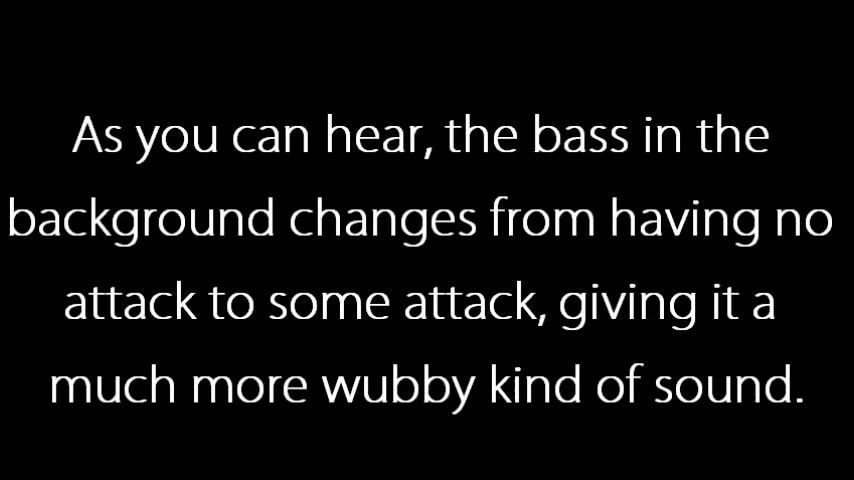 As you can hear, the bass in the
background changes from having no
attack to some attack, giving it a
much more wubby kind of sound.